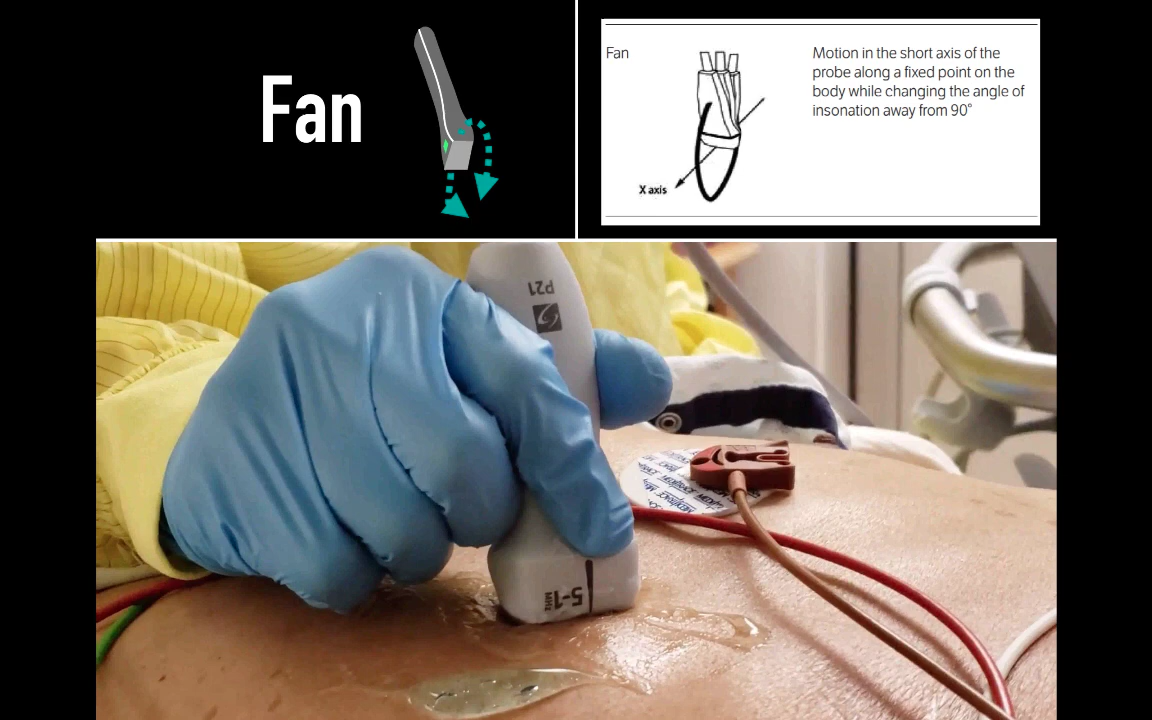 Fan
Fan
Motion in the short axis of the
probe along a fixed point on the
body while changing the angle of
insonation away from 90°
X axis
P21
5-1
MHz